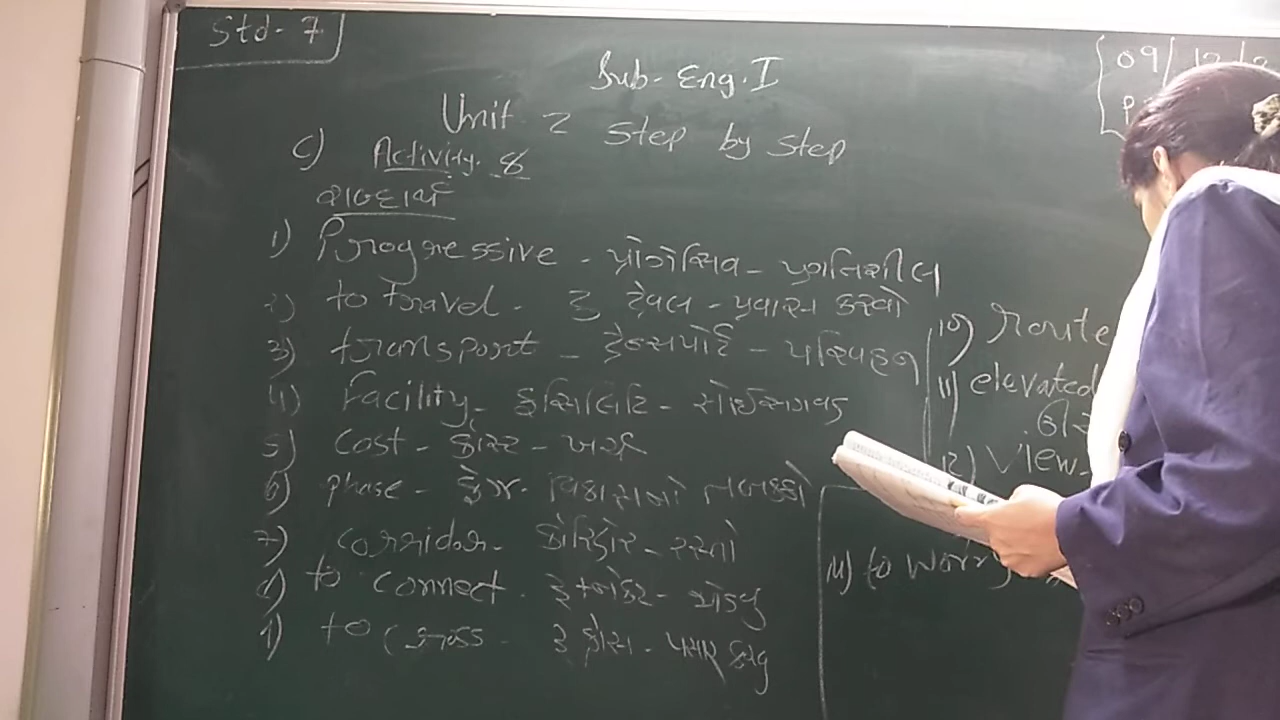 Std- 7
09/ 12/
Sub- Eng. I
Unit 2 Step by Step
C) Activity. 8
શબ્દાર્થ
1) Progressive - પ્રોગ્રેસિવ - પ્રગતિશીલ
2) to travel - ટુ ટ્રેવલ - પ્રવાસ કરવો
3) transport - ટ્રેન્સપોર્ટ - પરિવહન
4) Facility - ફેસિલિટિ -
5) cost - કોસ્ટ - ખર્ચ
6) phase - ફેઝ - વિકાસનો તબક્કો
7) corridor - કોરિડોર - રસ્તો
8) to connect - જોડવું
9) to cross - ટુ ક્રોસ - પસાર કરવું
10) route
11) elevated
12) View-
14) to worry